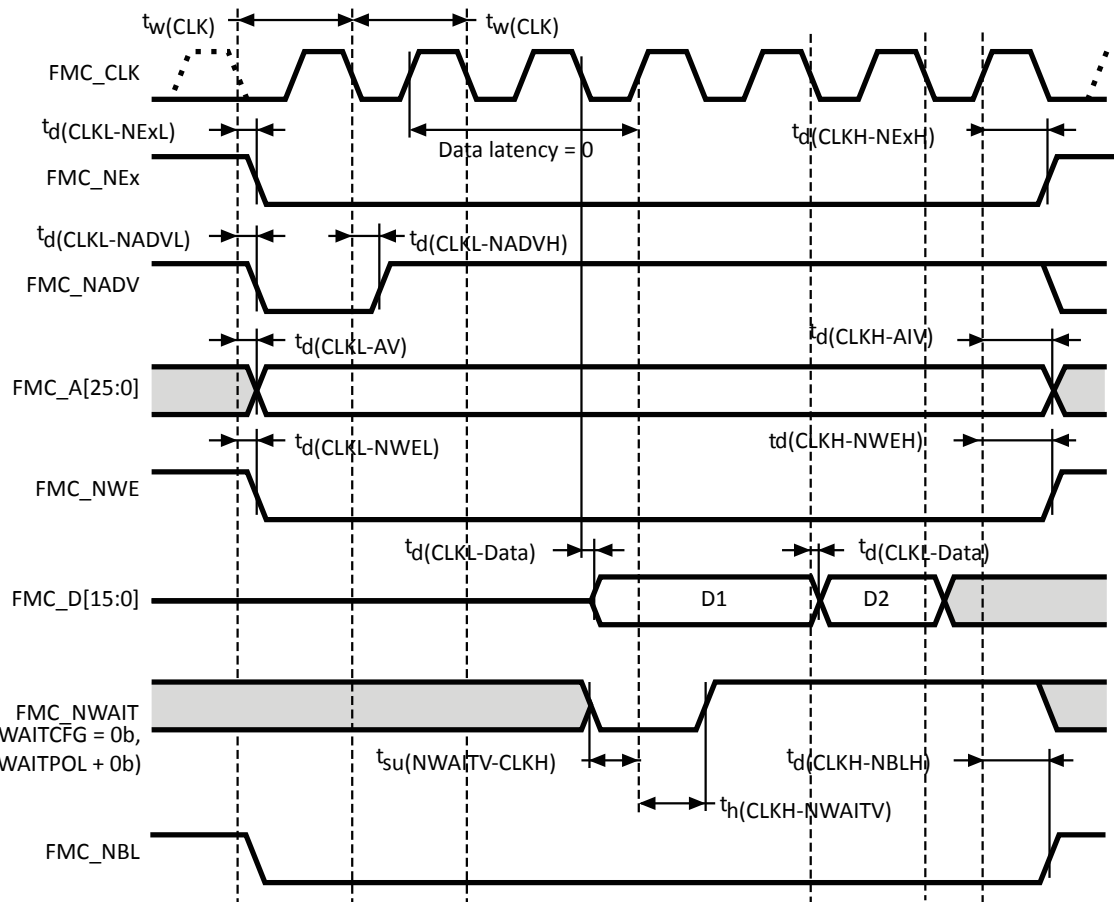 tw(CLK) tw(CLK)
FMC_CLK
td(CLKL-NExL) Data latency = 0 td(CLKH-NExH)
FMC_NEx
td(CLKL-NADVL) td(CLKL-NADVH)
FMC_NADV
td(CLKL-AV) td(CLKH-AIV)
FMC_A[25:0]
td(CLKL-NWEL) td(CLKH-NWEH)
FMC_NWE
td(CLKL-Data) td(CLKL-Data)
FMC_D[15:0] D1 D2
FMC_NWAIT
WAITCFG = 0b,
WAITPOL + 0b)
tsu(NWAITV-CLKH) td(CLKH-NBLH)
th(CLKH-NWAITV)
FMC_NBL